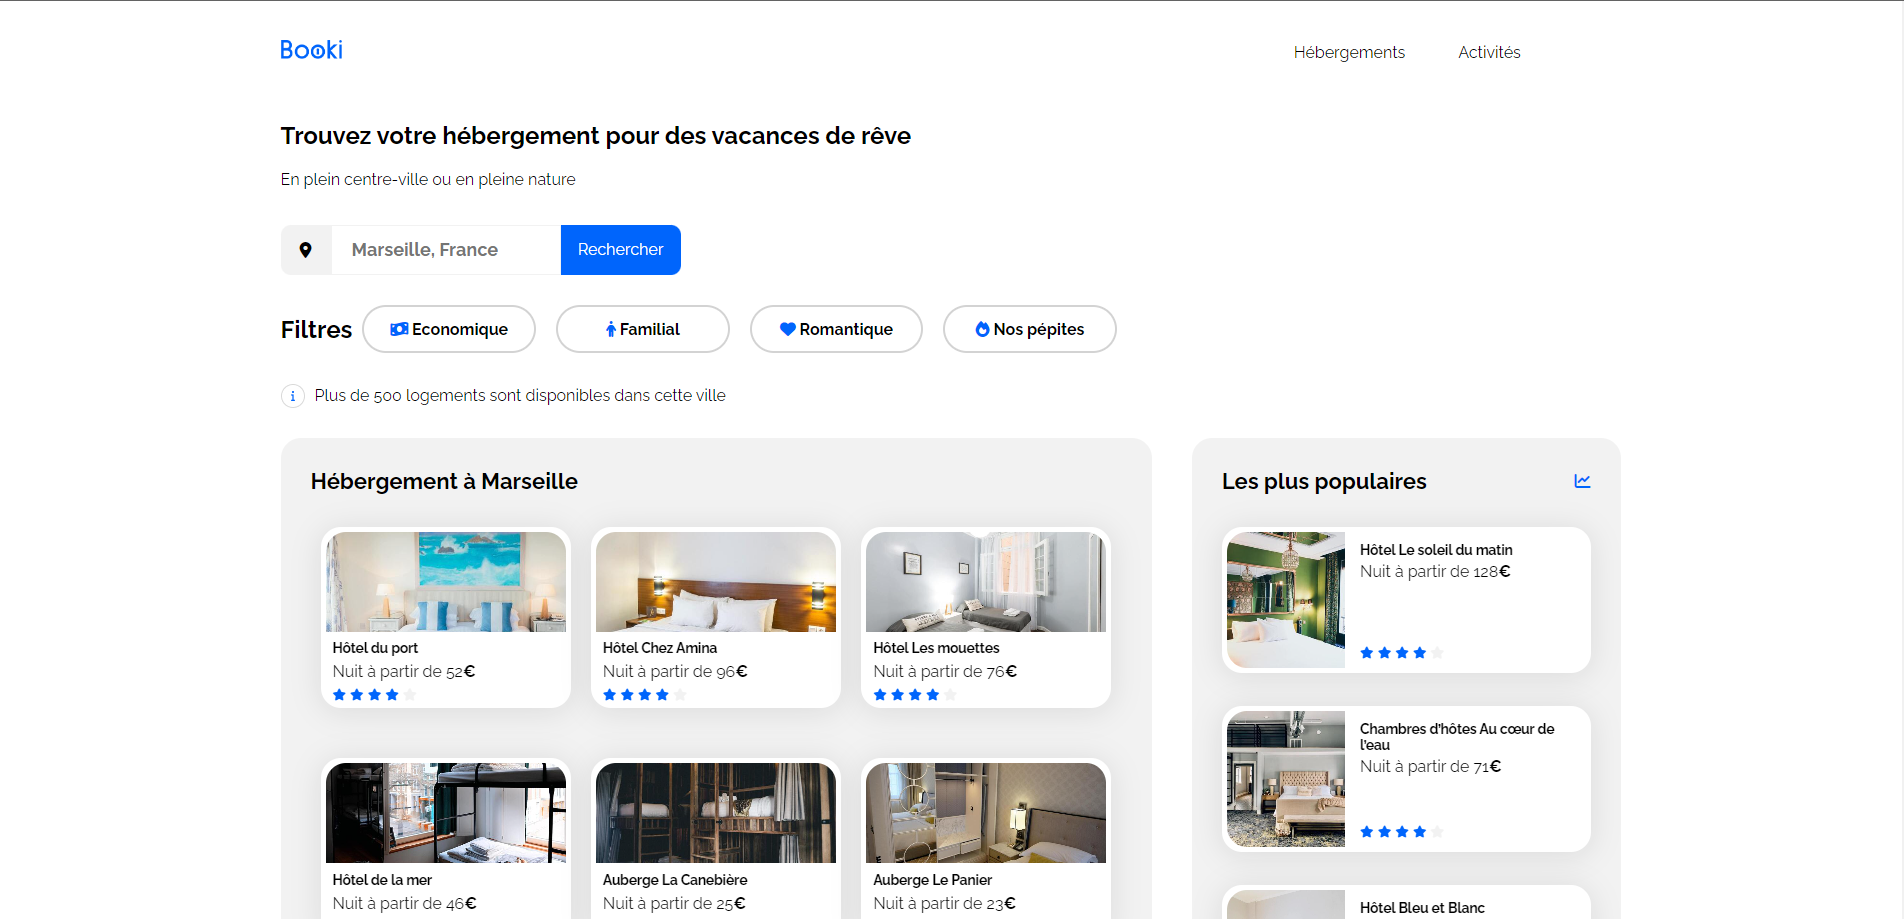 Booki
Hébergements
Activités
Trouvez votre hébergement pour des vacances de rêve
En plein centre-ville ou en pleine nature
Marseille, France
Rechercher
Filtres
Economique
Familial
Romantique
Nos pépites
Plus de 500 logements sont disponibles dans cette ville
Hébergement à Marseille
Hôtel du port
Nuit à partir de 52€
Hôtel Chez Amina
Nuit à partir de 96€
Hôtel Les mouettes
Nuit à partir de 76€
Hôtel de la mer
Nuit à partir de 46€
Auberge La Canebière
Nuit à partir de 25€
Auberge Le Panier
Nuit à partir de 23€
Les plus populaires
Hôtel Le soleil du matin
Nuit à partir de 128€
Chambres d'hôtes Au cœur de
l'eau
Nuit à partir de 71€
Hôtel Bleu et Blanc